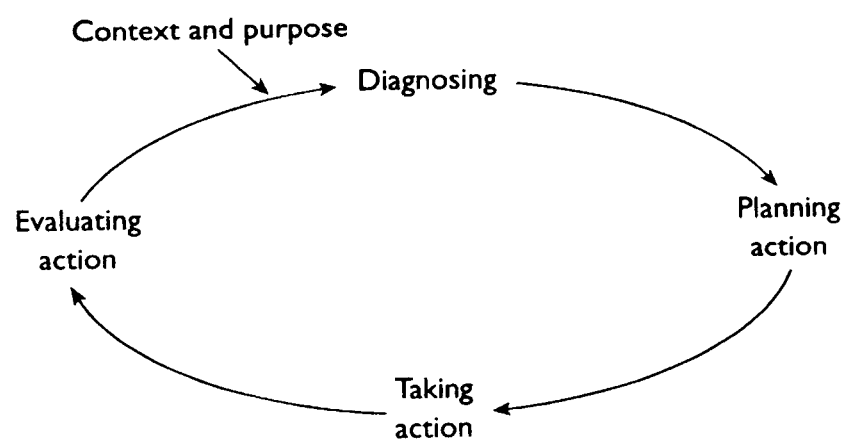 Context and purpose
Diagnosing
Planning
action
Taking
action
Evaluating
action